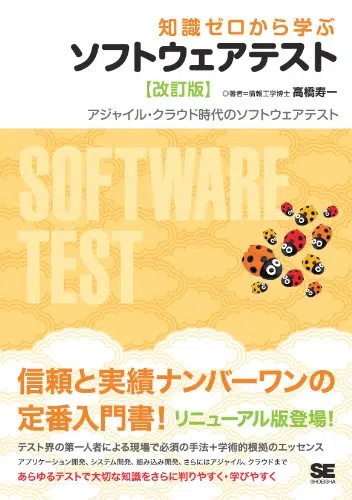 知識ゼロから学ぶ
ソフトウェアテスト
【改訂版】
◎著者=情報工学博士 高橋寿一
アジャイル・クラウド時代のソフトウェアテスト
SOFTWARE
TEST
信頼と実績ナンバーワンの
定番入門書! リニューアル版登場!
テスト界の第一人者による現場で必須の手法+学術的根拠のエッセンス
アプリケーション開発、システム開発、組み込み開発、さらにはアジャイル、クラウドまで
あらゆるテストで大切な知識をさらに判りやすく・学びやすく
SE
SHOEISHA